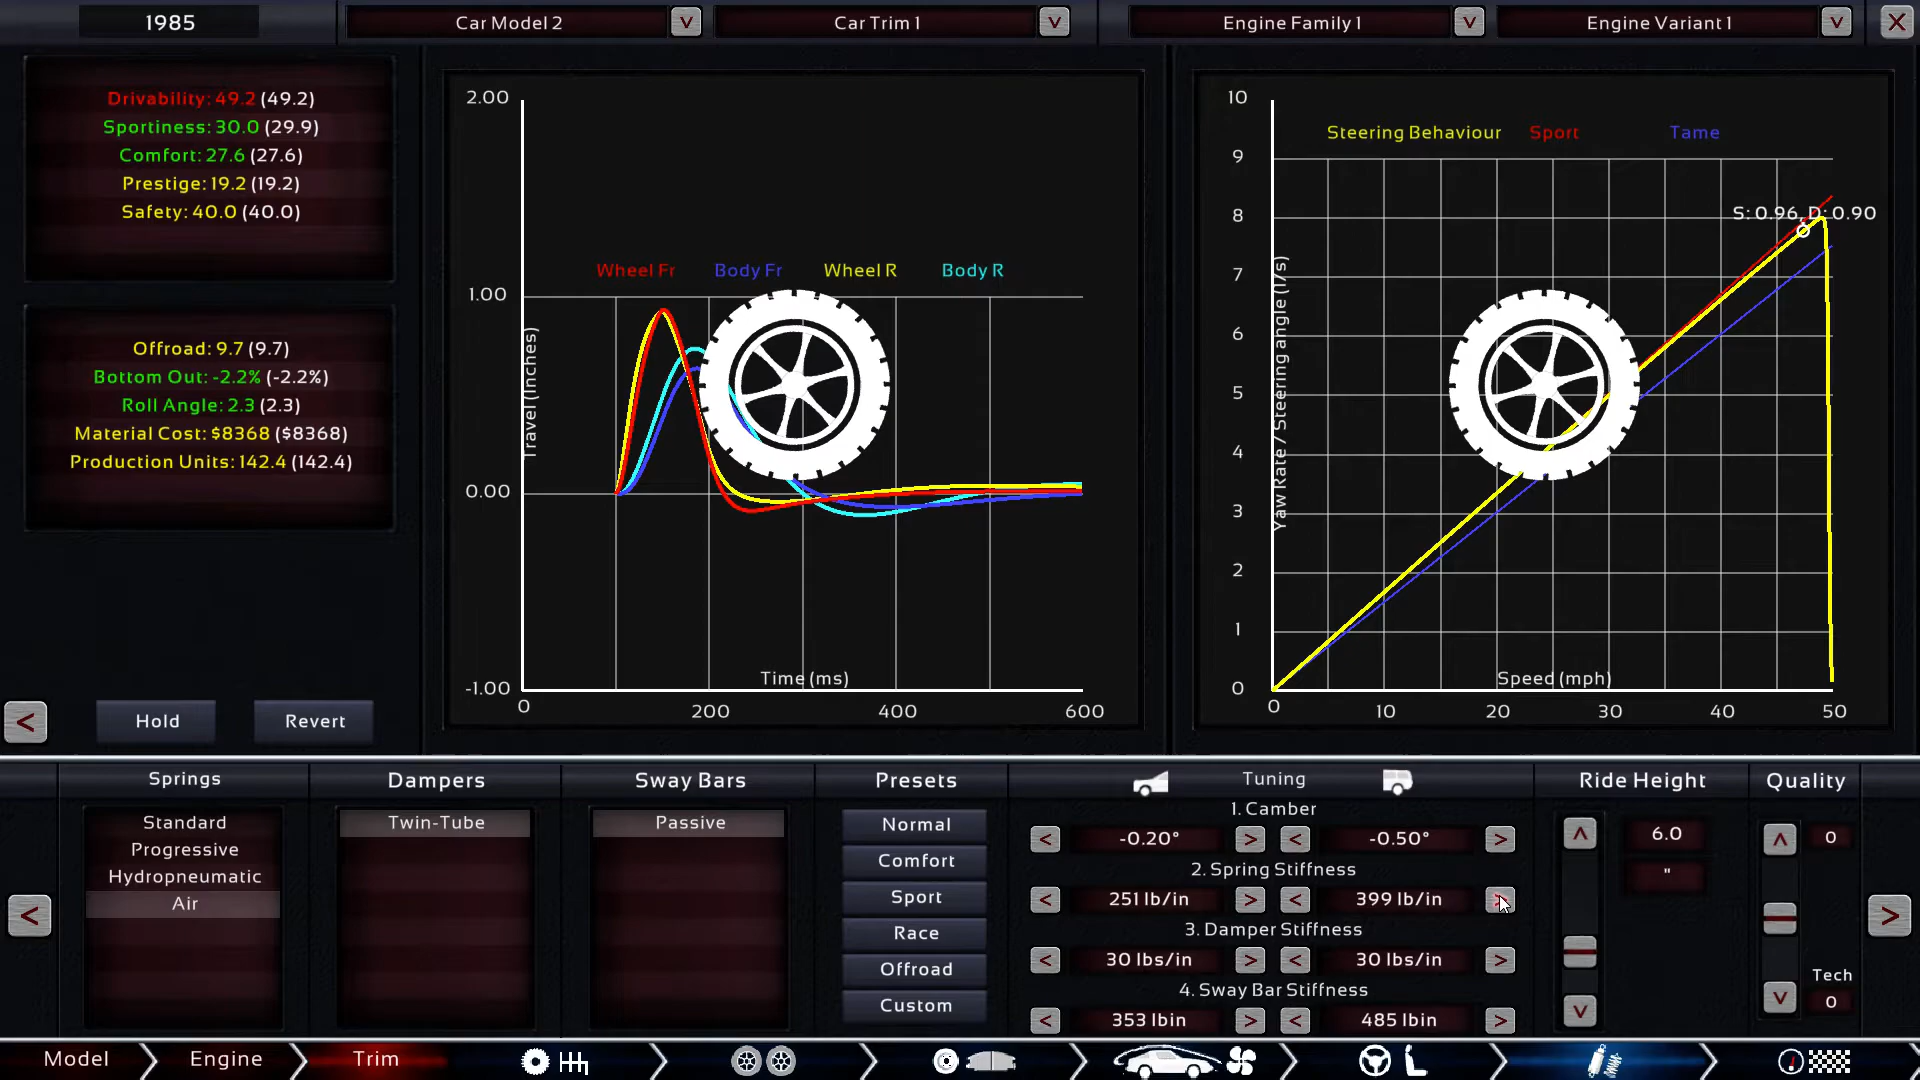 1985
Car Model 2 V
Car Trim 1 V
Engine Family 1 V
Engine Variant 1 V
X
Drivability: 49.2 (49.2)
Sportiness: 30.0 (29.9)
Comfort: 27.6 (27.6)
Prestige: 19.2 (19.2)
Safety: 40.0 (40.0)
Offroad: 9.7 (9.7)
Bottom Out: -2.2% (-2.2%)
Roll Angle: 2.3 (2.3)
Material Cost: $8368 ($8368)
Production Units: 142.4 (142.4)
< Hold Revert
2.00
1.00
0.00
-1.00
Travel (Inches)
Wheel Fr Body Fr Wheel R Body R
Time (ms)
0 200 400 600
10
9
8
7
6
5
4
3
2
1
0
Yaw Rate / Steering angle (1/s)
Steering Behaviour Sport Tame
S: 0.96, D: 0.90
Speed (mph)
0 10 20 30 40 50
Springs
Standard
Progressive
Hydropneumatic
Air
Dampers
Twin-Tube
Sway Bars
Passive
Presets
Normal
Comfort
Sport
Race
Offroad
Custom
Tuning
1. Camber
< -0.20° > < -0.50° >
2. Spring Stiffness
< 251 lb/in > < 399 lb/in >
3. Damper Stiffness
< 30 lbs/in > < 30 lbs/in >
4. Sway Bar Stiffness
< 353 lbin > < 485 lbin >
Ride Height
6.0
"
Quality
0
Tech
0
< >
Model Engine Trim